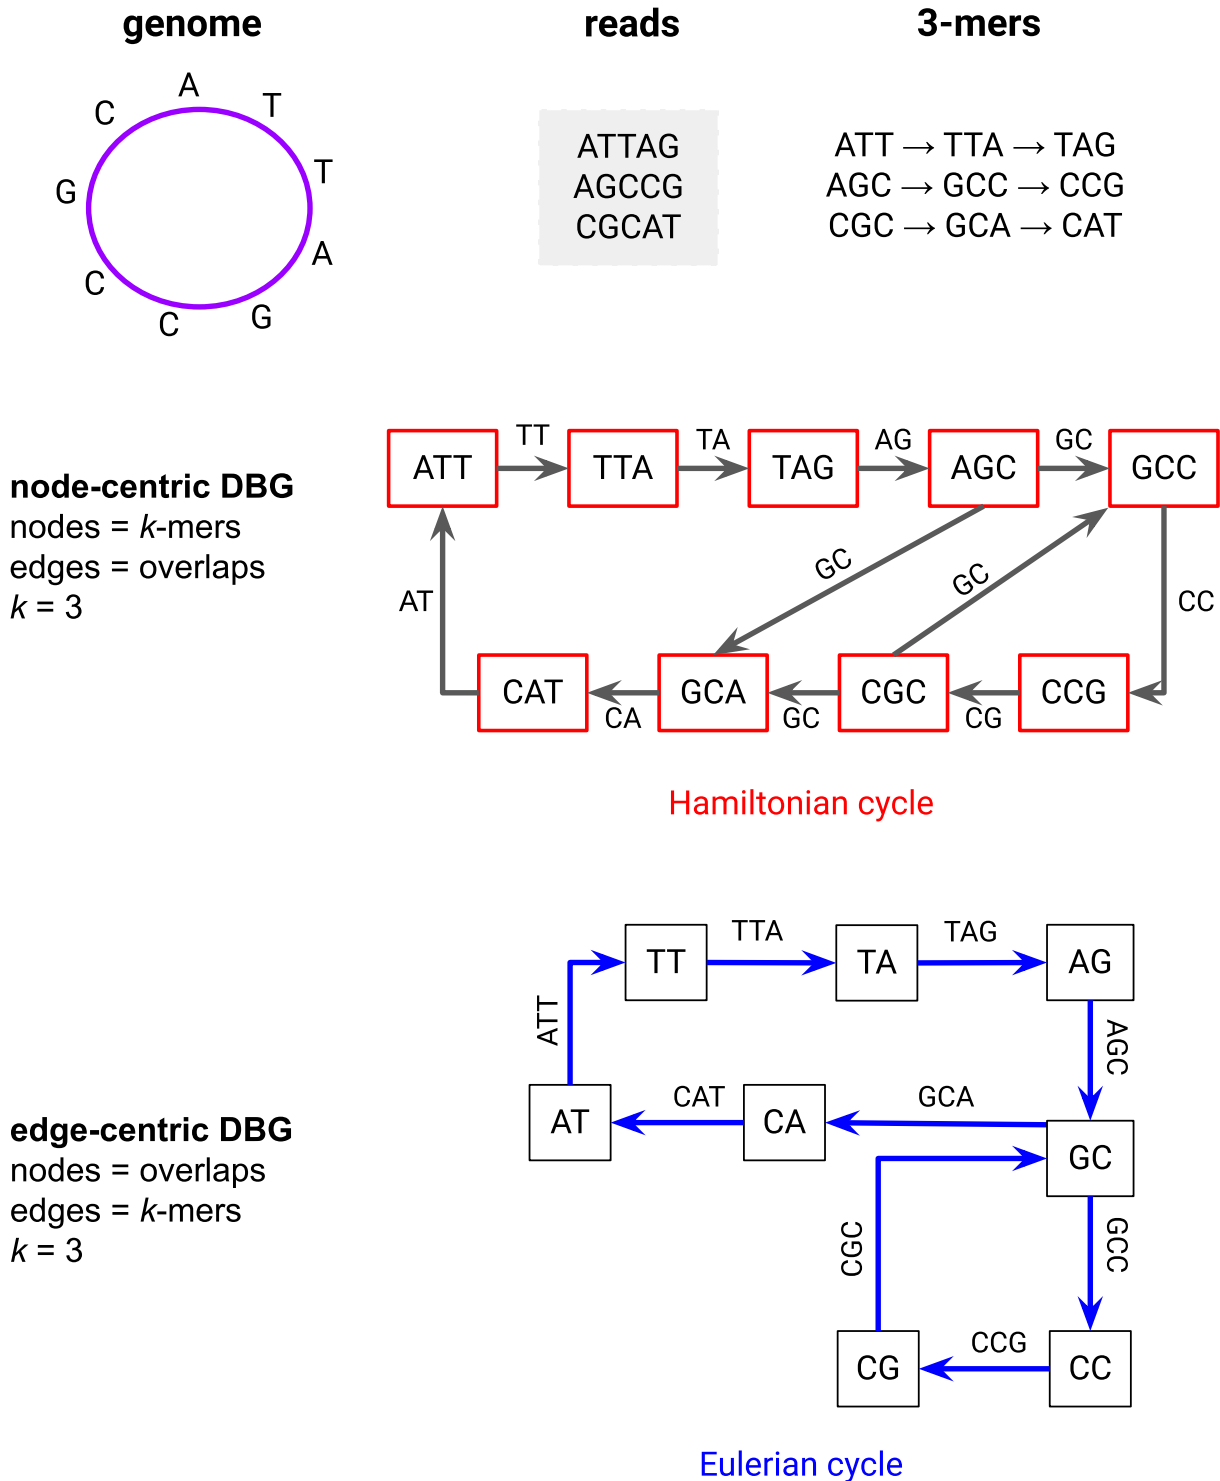 genome
reads
3-mers
A
T
T
A
G
C
C
G
C
ATTAG
AGCCG
CGCAT
ATT → TTA → TAG
AGC → GCC → CCG
CGC → GCA → CAT
node-centric DBG
nodes = k-mers
edges = overlaps
k = 3
ATT
TT
TTA
TA
TAG
AG
AGC
GC
GCC
GC
GC
AT
CC
CAT
CA
GCA
GC
CGC
CG
CCG
Hamiltonian cycle
edge-centric DBG
nodes = overlaps
edges = k-mers
k = 3
TT
TTA
TA
TAG
AG
ATT
AGC
AT
CAT
CA
GCA
GC
CGC
GCC
CG
CCG
CC
Eulerian cycle